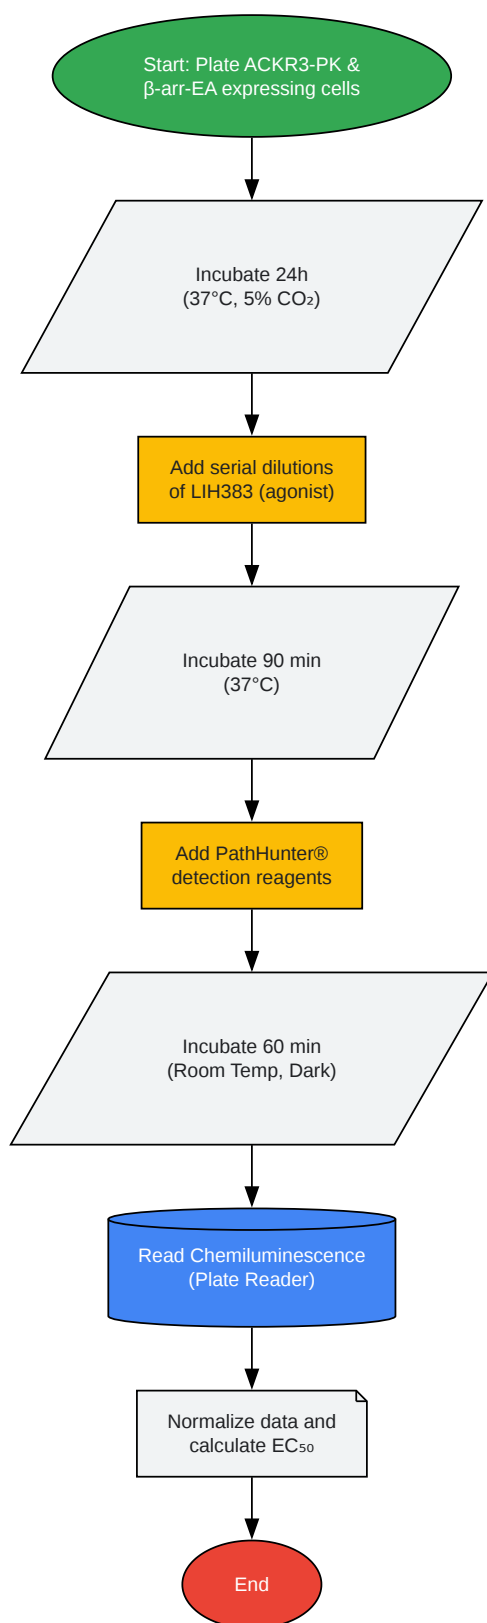 Start: Plate ACKR3-PK &
β-arr-EA expressing cells
Incubate 24h
(37°C, 5% CO₂)
Add serial dilutions
of LIH383 (agonist)
Incubate 90 min
(37°C)
Add PathHunter®
detection reagents
Incubate 60 min
(Room Temp, Dark)
Read Chemiluminescence
(Plate Reader)
Normalize data and
calculate EC₅₀
End